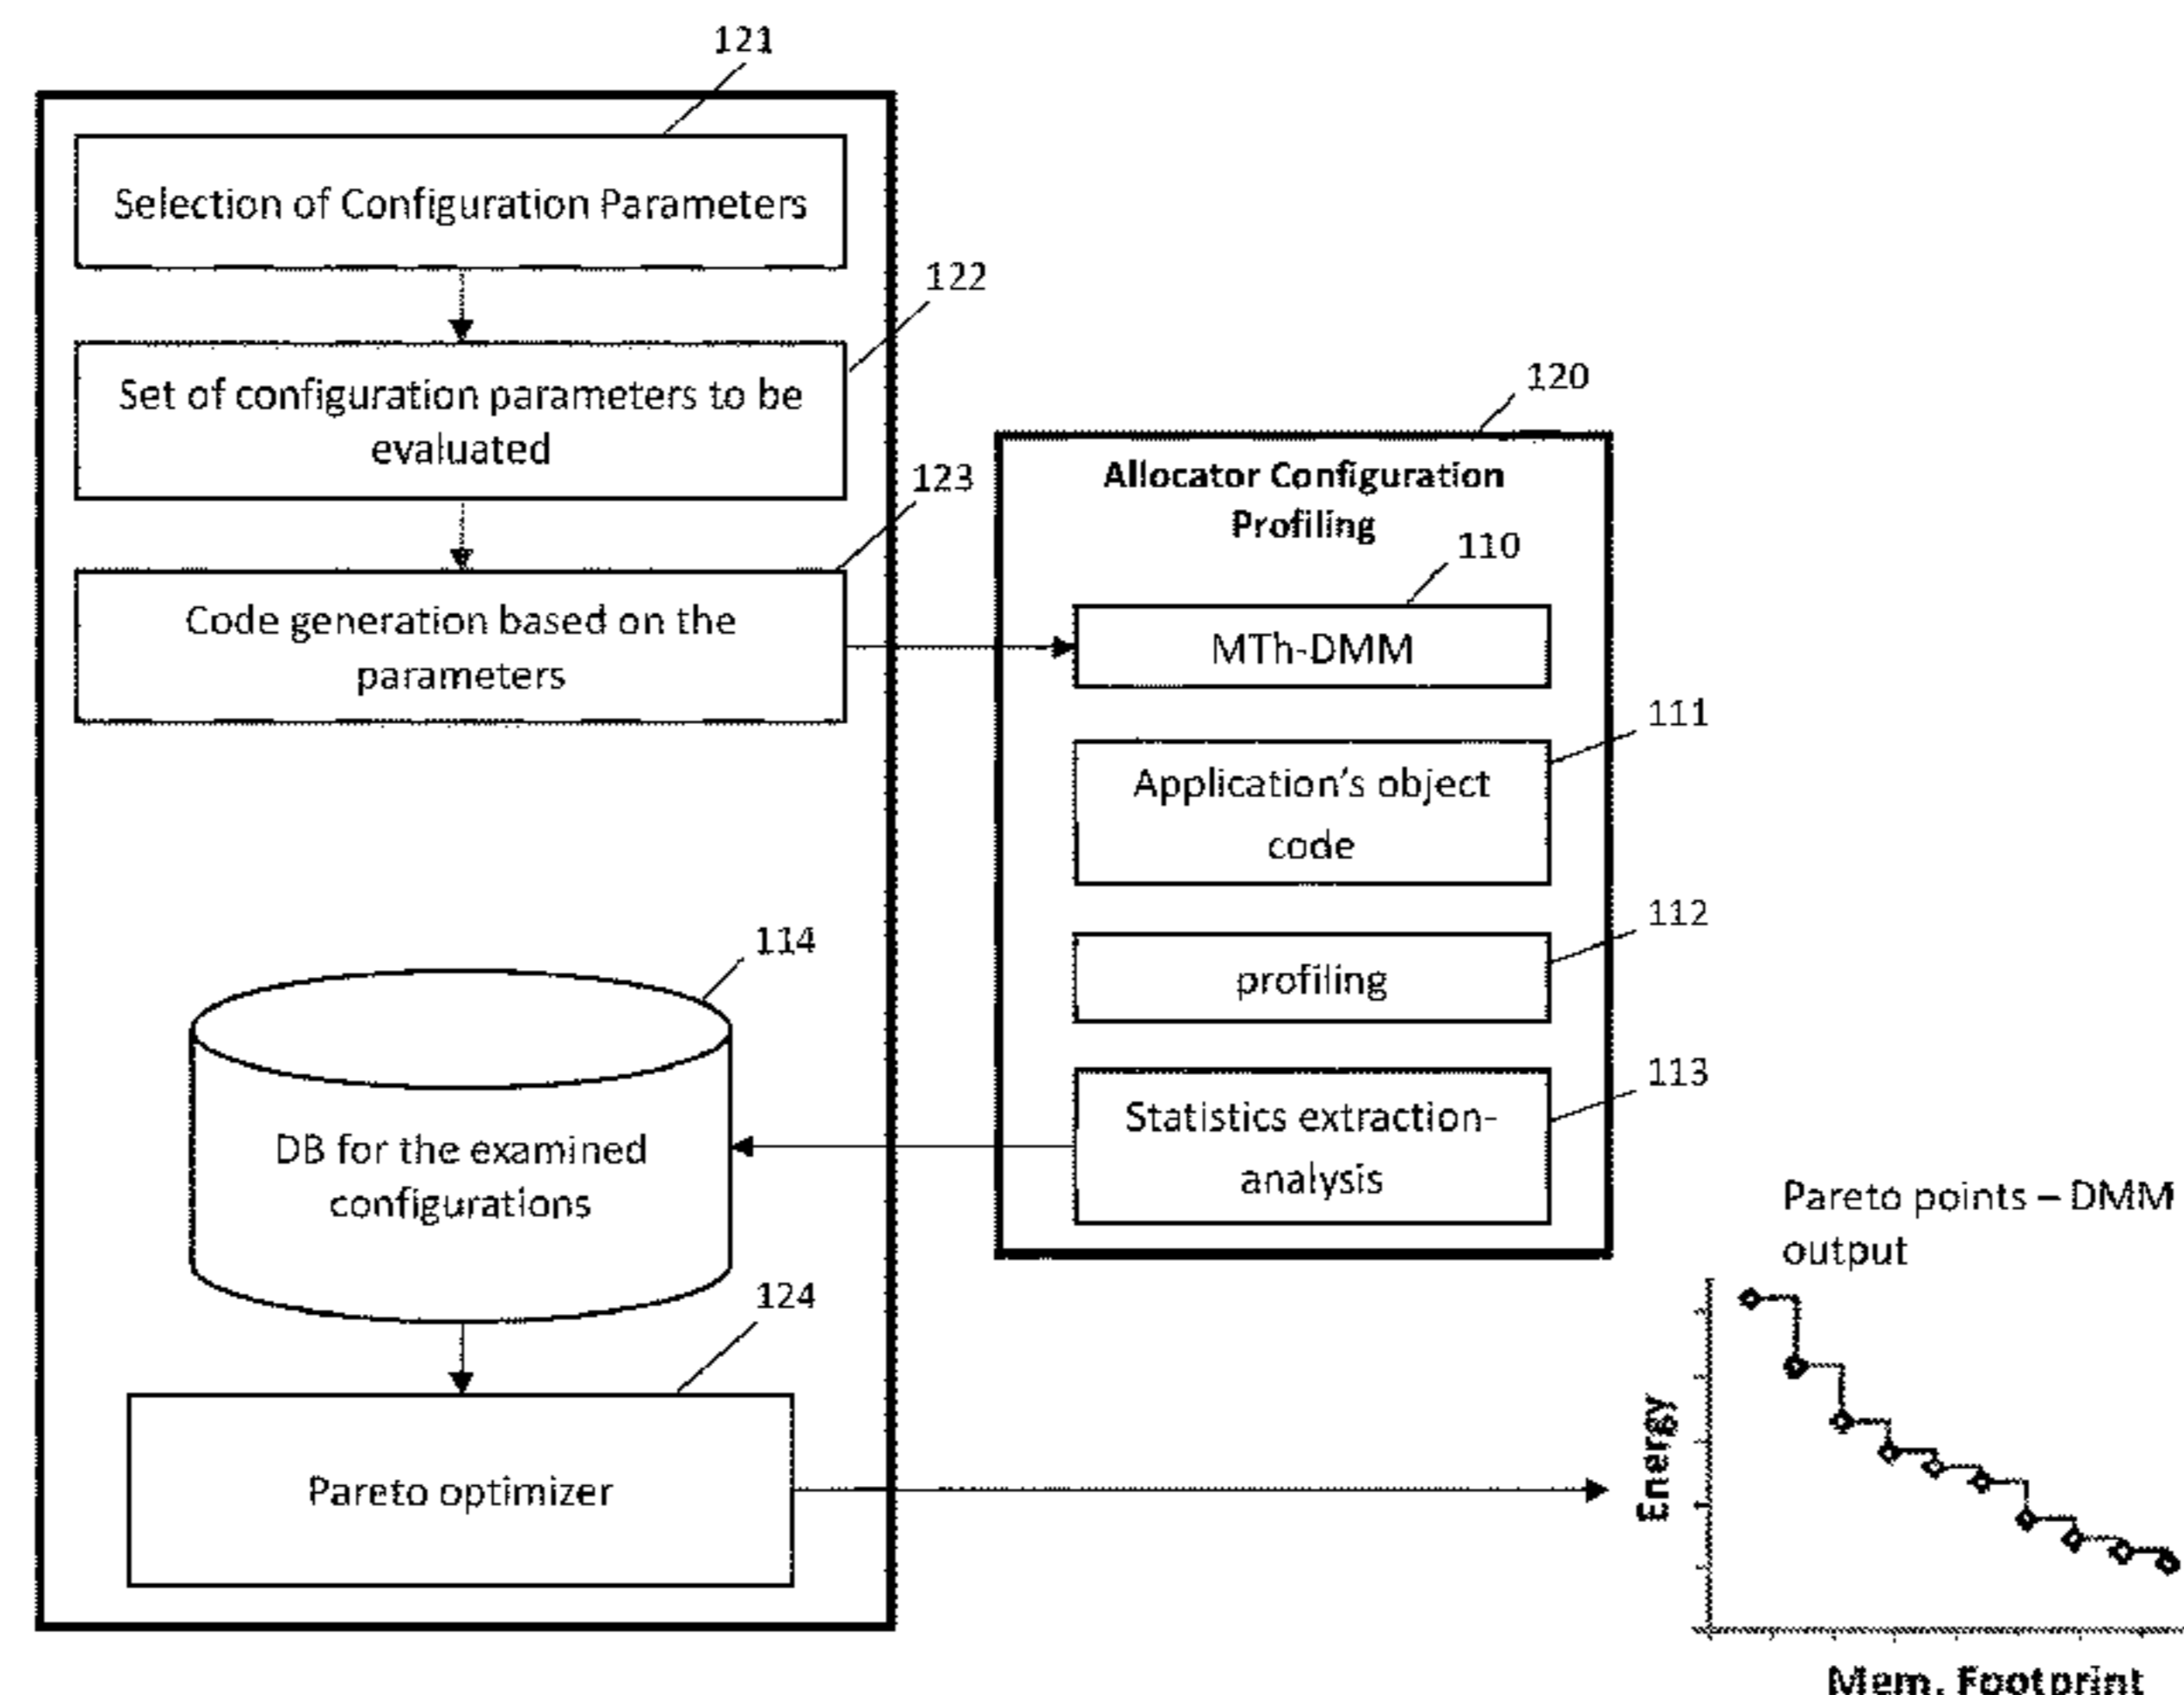 121
Selection of Configuration Parameters
122
Set of configuration parameters to be
evaluated
123
Code generation based on the
parameters
120
Allocator Configuration
Profiling
110
MTh-DMM
111
Application's object
code
112
profiling
113
Statistics extraction-
analysis
114
DB for the examined
configurations
124
Pareto optimizer
Pareto points – DMM
output
Energy
Mem. Footprint